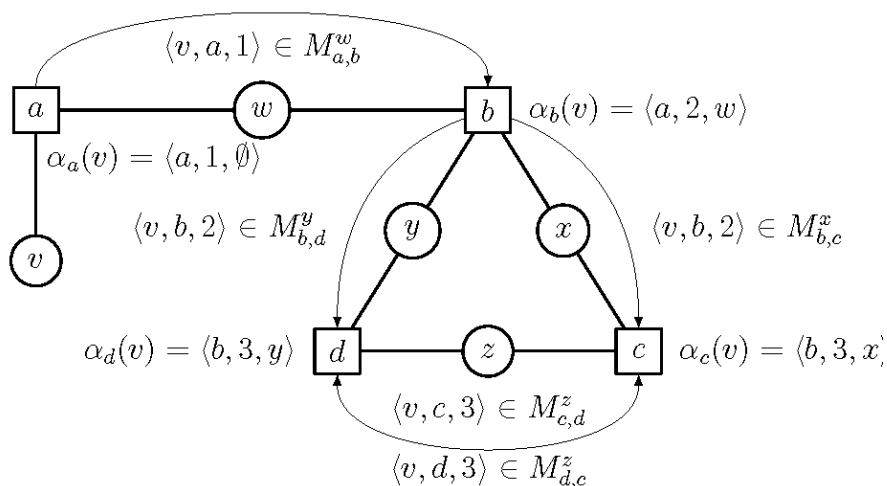 ⟨v, a, 1⟩ ∈ M^w_{a,b}
a
w
b
α_b(v) = ⟨a, 2, w⟩
α_a(v) = ⟨a, 1, ∅⟩
⟨v, b, 2⟩ ∈ M^y_{b,d}
y
x
⟨v, b, 2⟩ ∈ M^x_{b,c}
v
α_d(v) = ⟨b, 3, y⟩
d
z
c
α_c(v) = ⟨b, 3, x⟩
⟨v, c, 3⟩ ∈ M^z_{c,d}
⟨v, d, 3⟩ ∈ M^z_{d,c}